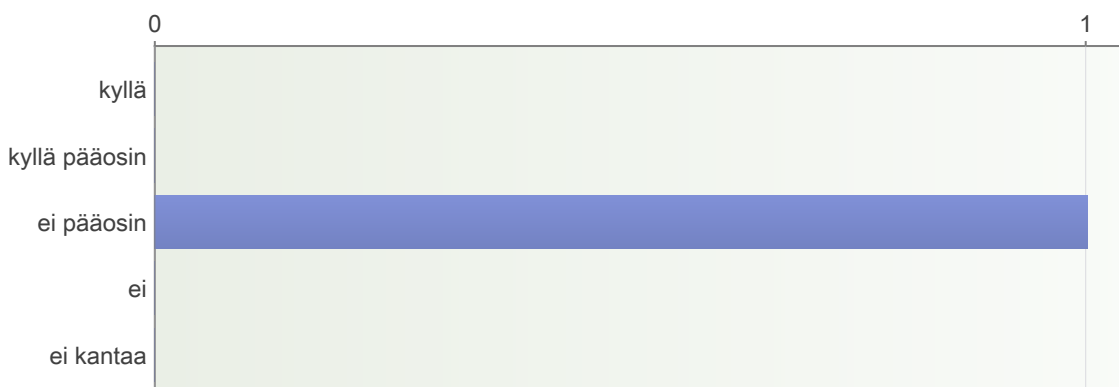 0 1
kyllä
kyllä pääosin
ei pääosin
ei
ei kantaa